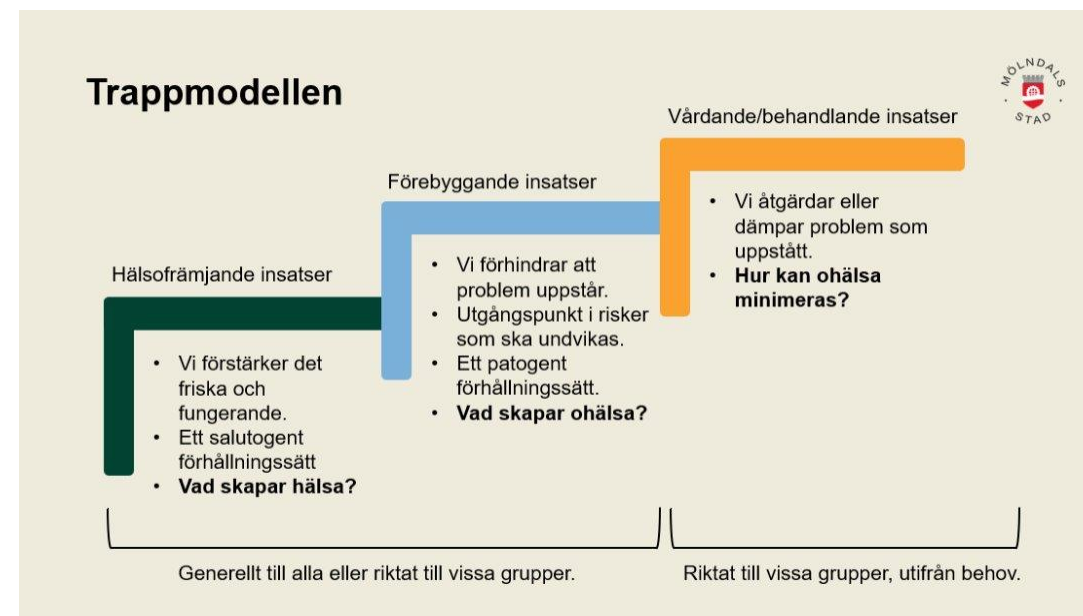 Trappmodellen
MÖLNDALS
STAD
Vårdande/behandlande insatser
Förebyggande insatser
Hälsofrämjande insatser
• Vi åtgärdar eller
dämpar problem som
uppstått.
• Hur kan ohälsa
minimeras?
• Vi förhindrar att
problem uppstår.
• Utgångspunkt i risker
som ska undvikas.
• Ett patogent
förhållningssätt.
• Vad skapar ohälsa?
• Vi förstärker det
friska och
fungerande.
• Ett salutogent
förhållningssätt
• Vad skapar hälsa?
Generellt till alla eller riktat till vissa grupper.
Riktat till vissa grupper, utifrån behov.